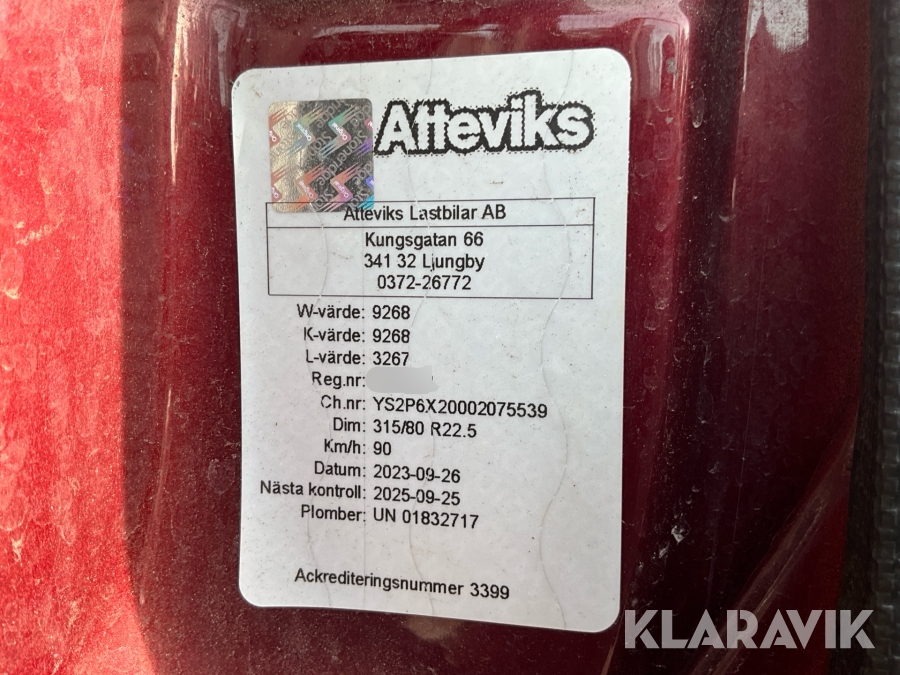 Atteviks
Atteviks Lastbilar AB
Kungsgatan 66
341 32 Ljungby
0372-26772
W-värde: 9268
K-värde: 9268
L-värde: 3267
Reg.nr:
Ch.nr: YS2P6X20002075539
Dim: 315/80 R22.5
Km/h: 90
Datum: 2023-09-26
Nästa kontroll: 2025-09-25
Plomber: UN 01832717
Ackrediteringsnummer 3399
KLARAVIK